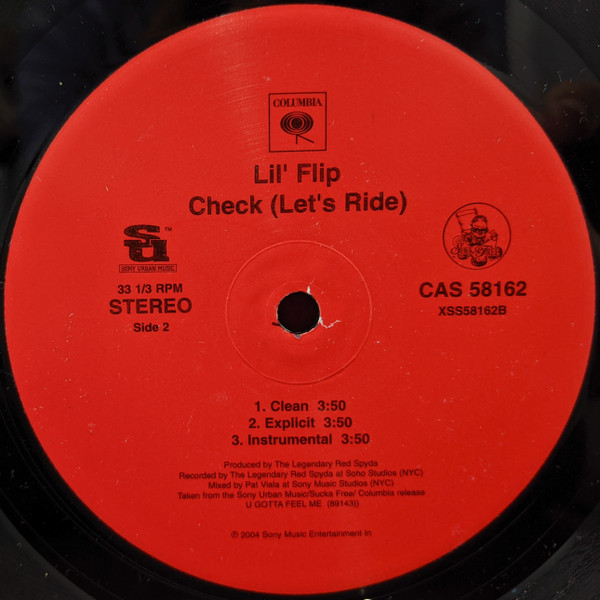 COLUMBIA
Lil' Flip
Check (Let's Ride)
SU™
SONY URBAN MUSIC
33 1/3 RPM
STEREO
Side 2
CAS 58162
XSS58162B
1. Clean 3:50
2. Explicit 3:50
3. Instrumental 3:50
Produced by The Legendary Red Spyda
Recorded by The Legendary Red Spyda at Soho Studios (NYC)
Mixed by Pat Viala at Sony Music Studios (NYC)
Taken from the Sony Urban Music/Sucka Free/ Columbia release
U GOTTA FEEL ME (89143))
℗ 2004 Sony Music Entertainment In